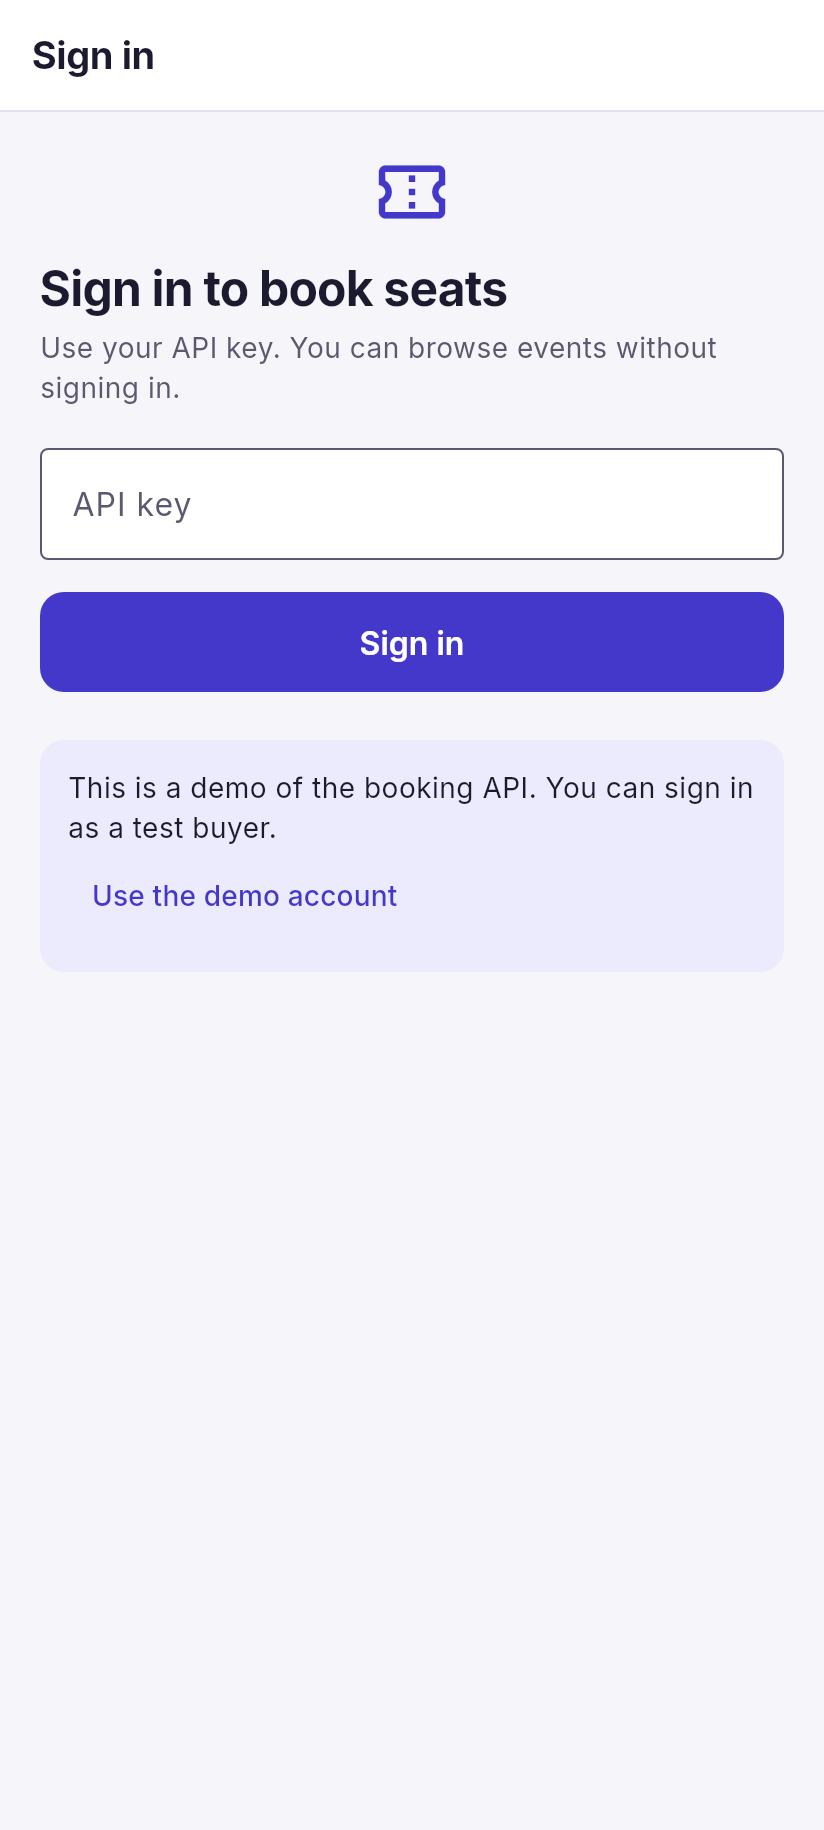 Sign in
Sign in to book seats
Use your API key. You can browse events without
signing in.
API key
Sign in
This is a demo of the booking API. You can sign in
as a test buyer.
Use the demo account